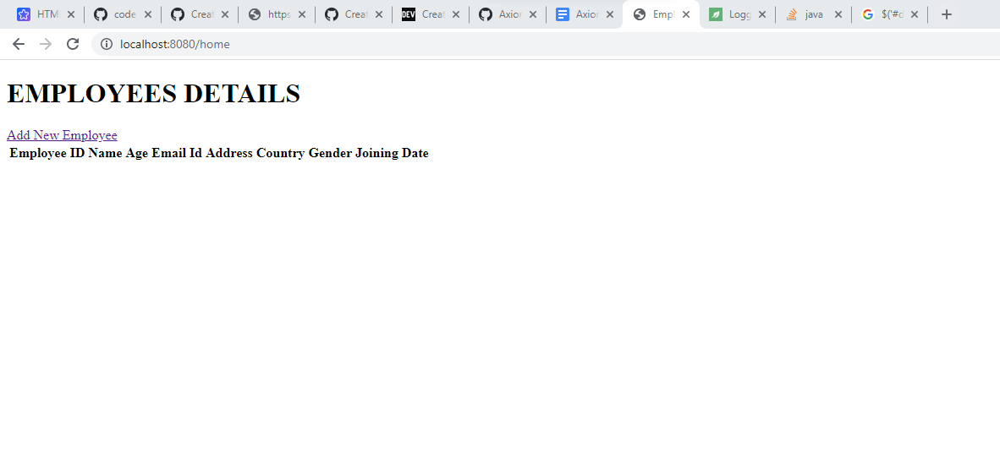 HTM code Creat https Creat DEV Creat Axior Axior Empl Logg java $('#d
localhost:8080/home
EMPLOYEES DETAILS
Add New Employee
Employee ID Name Age Email Id Address Country Gender Joining Date